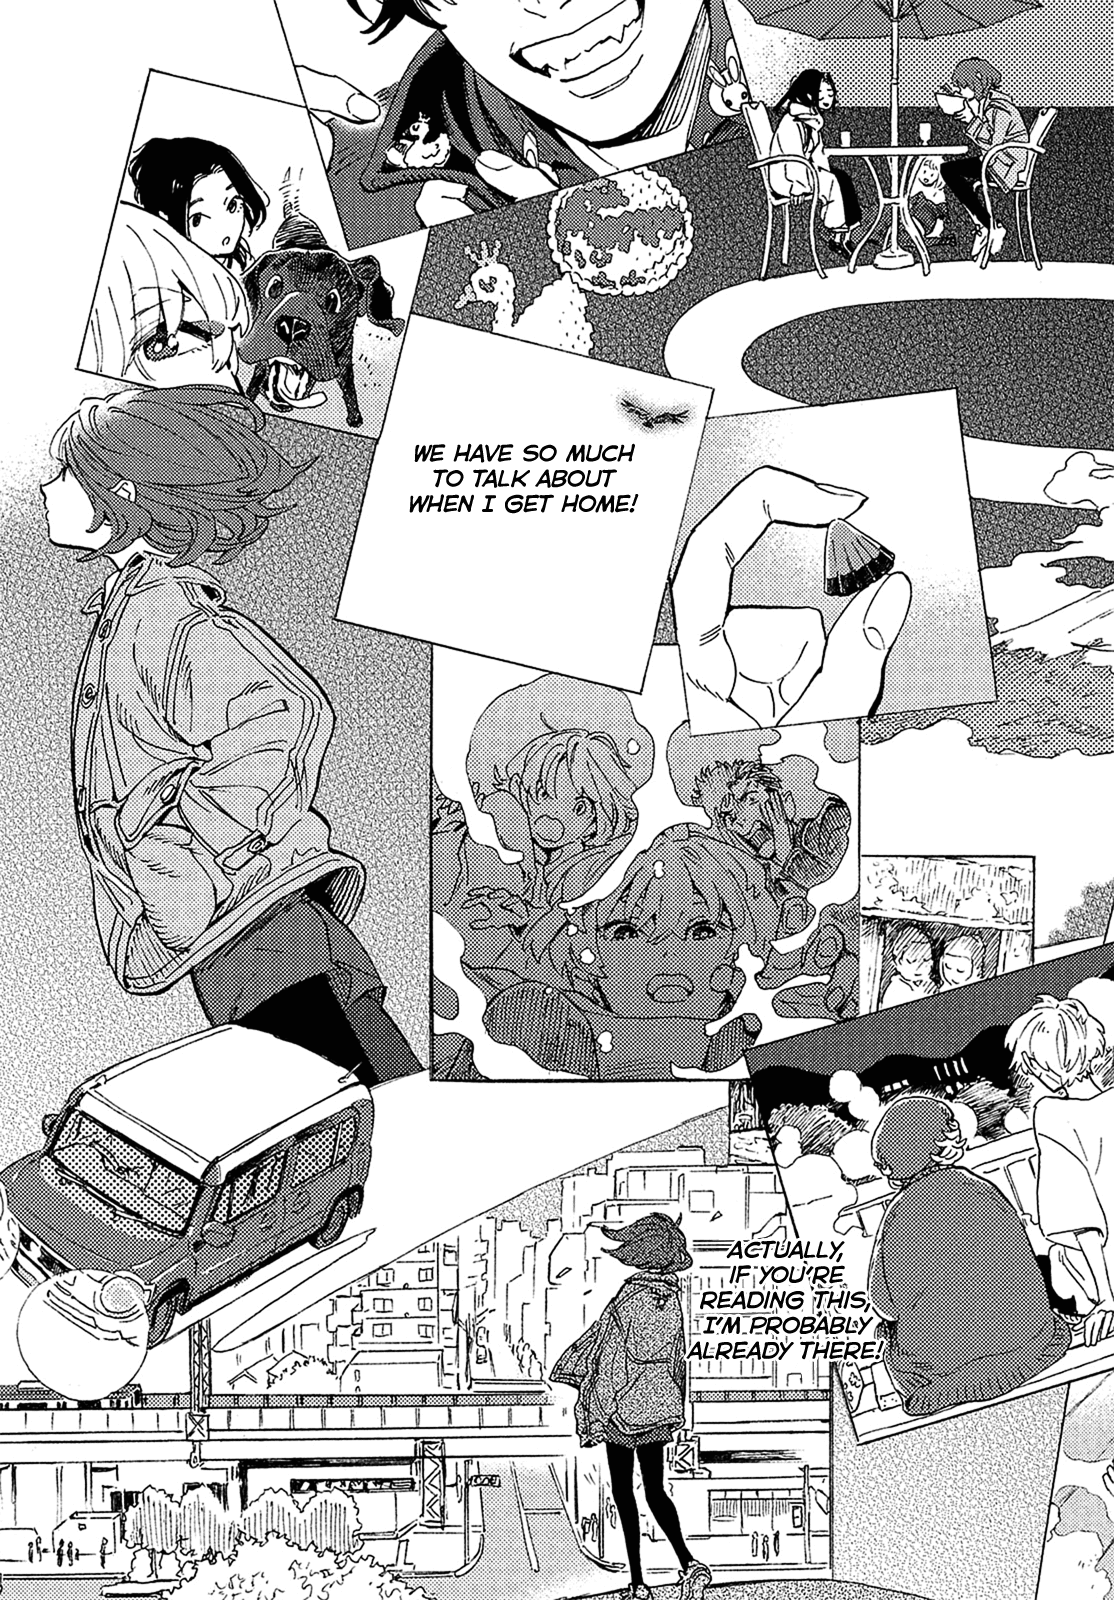 WE HAVE SO MUCH
TO TALK ABOUT
WHEN I GET HOME!
ACTUALLY,
IF YOU'RE
READING THIS,
I'M PROBABLY
ALREADY THERE!